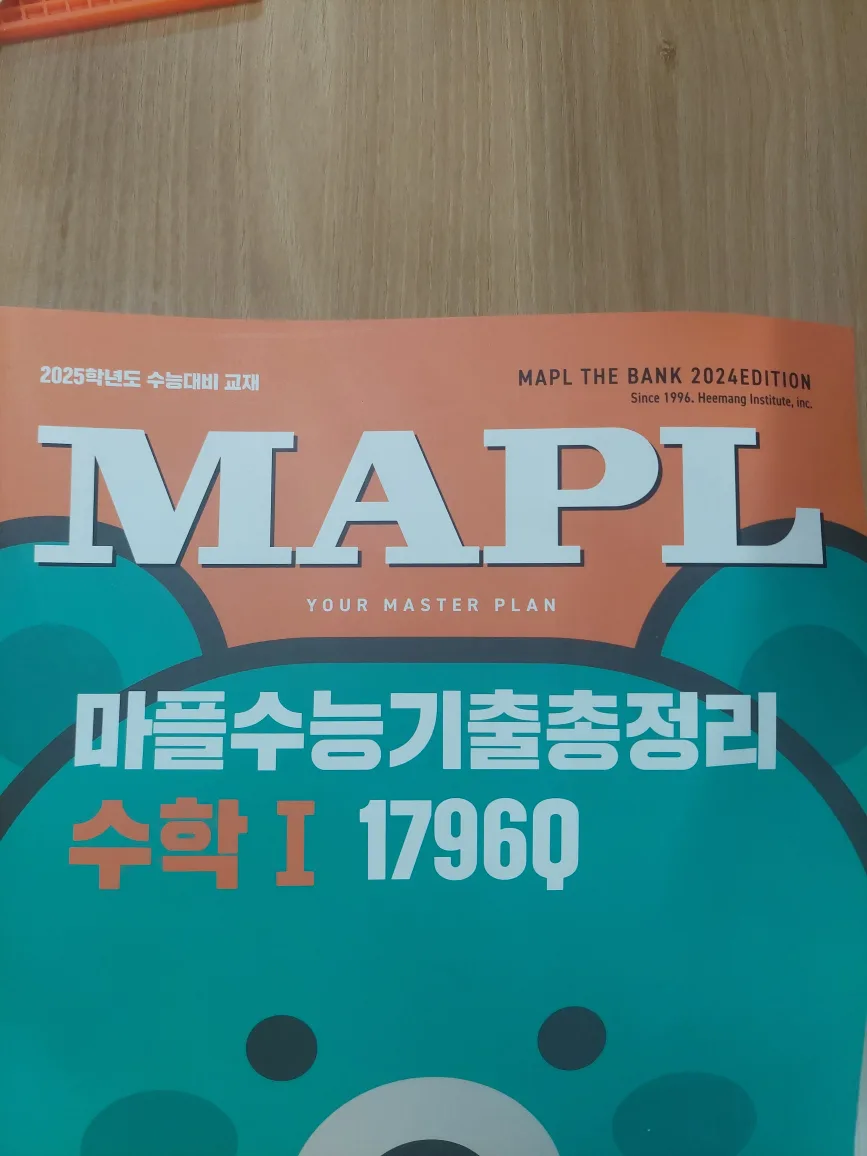 2025학년도 수능대비 교재
MAPL THE BANK 2024EDITION
Since 1996. Heemang Institute, inc.
MAPL
YOUR MASTER PLAN
마플수능기출총정리
수학 I 1796Q